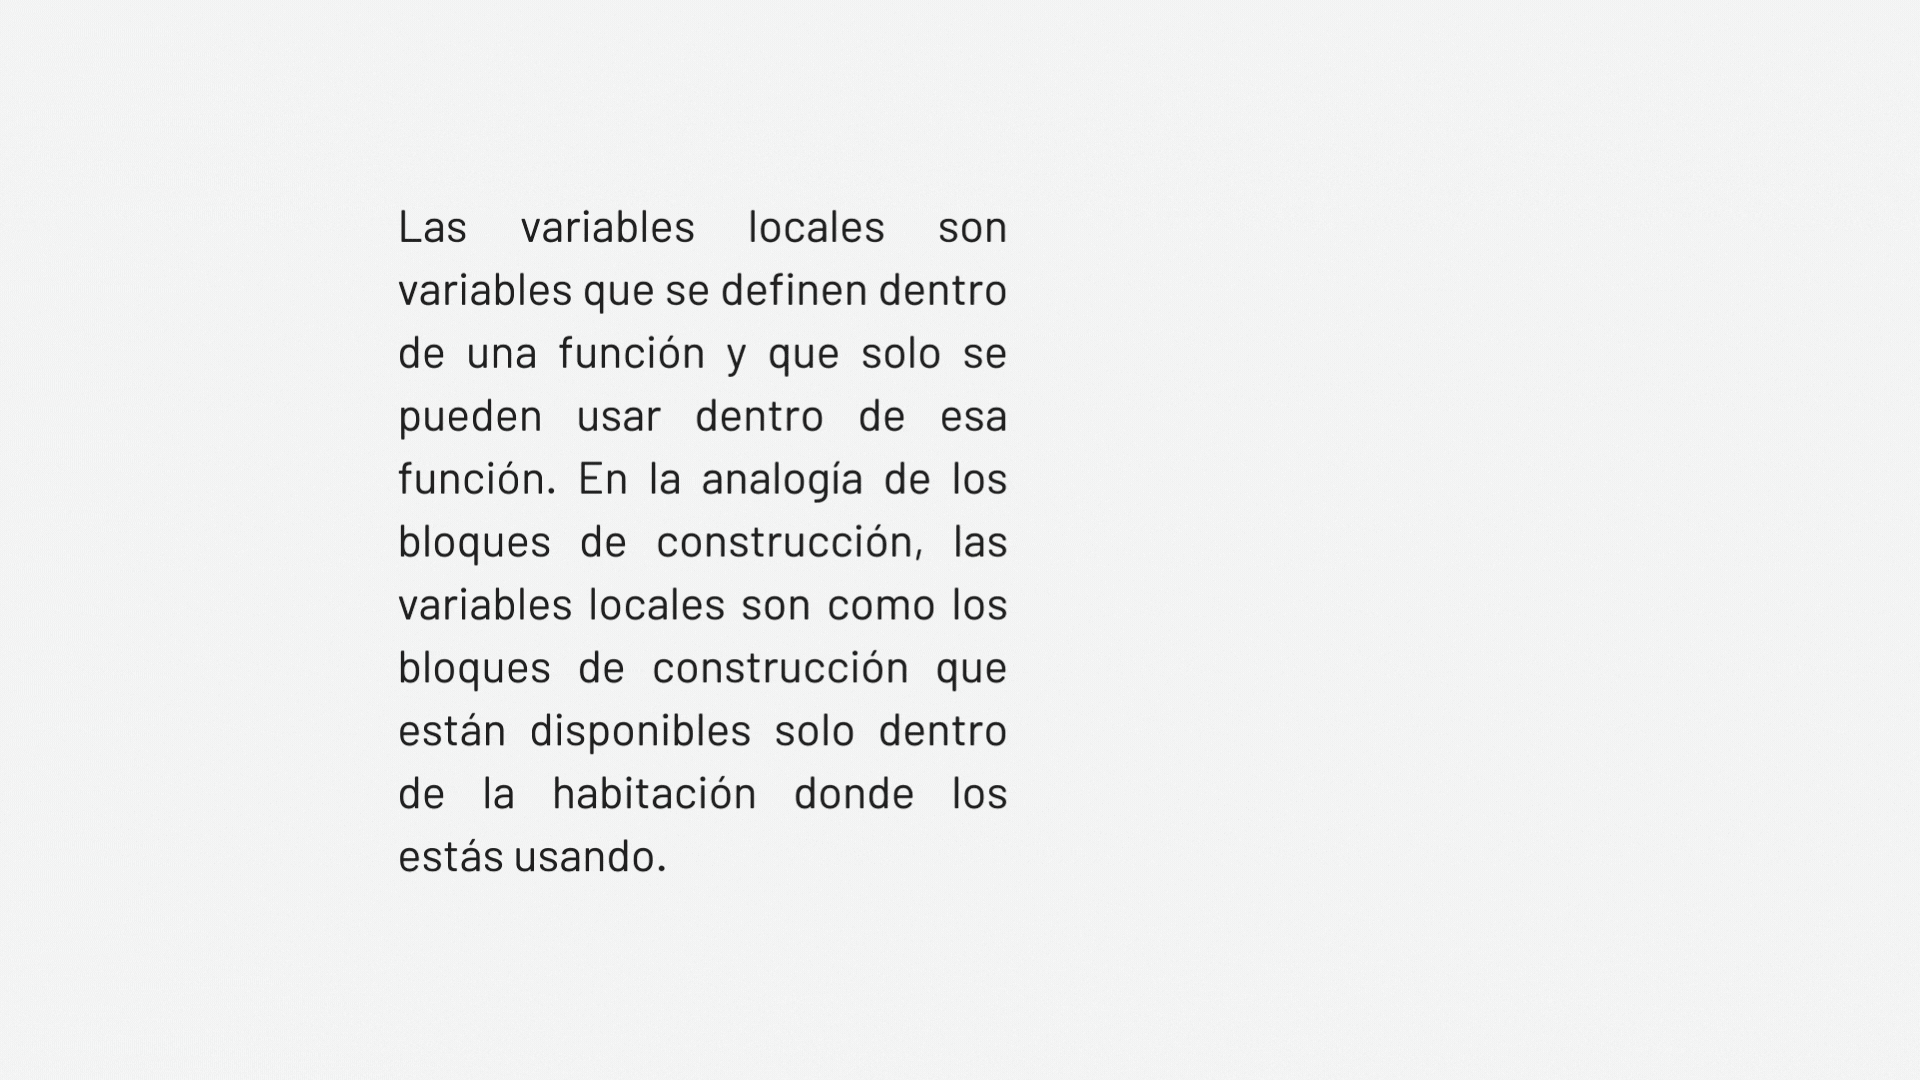 Las variables locales son
variables que se definen dentro
de una función y que solo se
pueden usar dentro de esa
función. En la analogía de los
bloques de construcción, las
variables locales son como los
bloques de construcción que
están disponibles solo dentro
de la habitación donde los
estás usando.